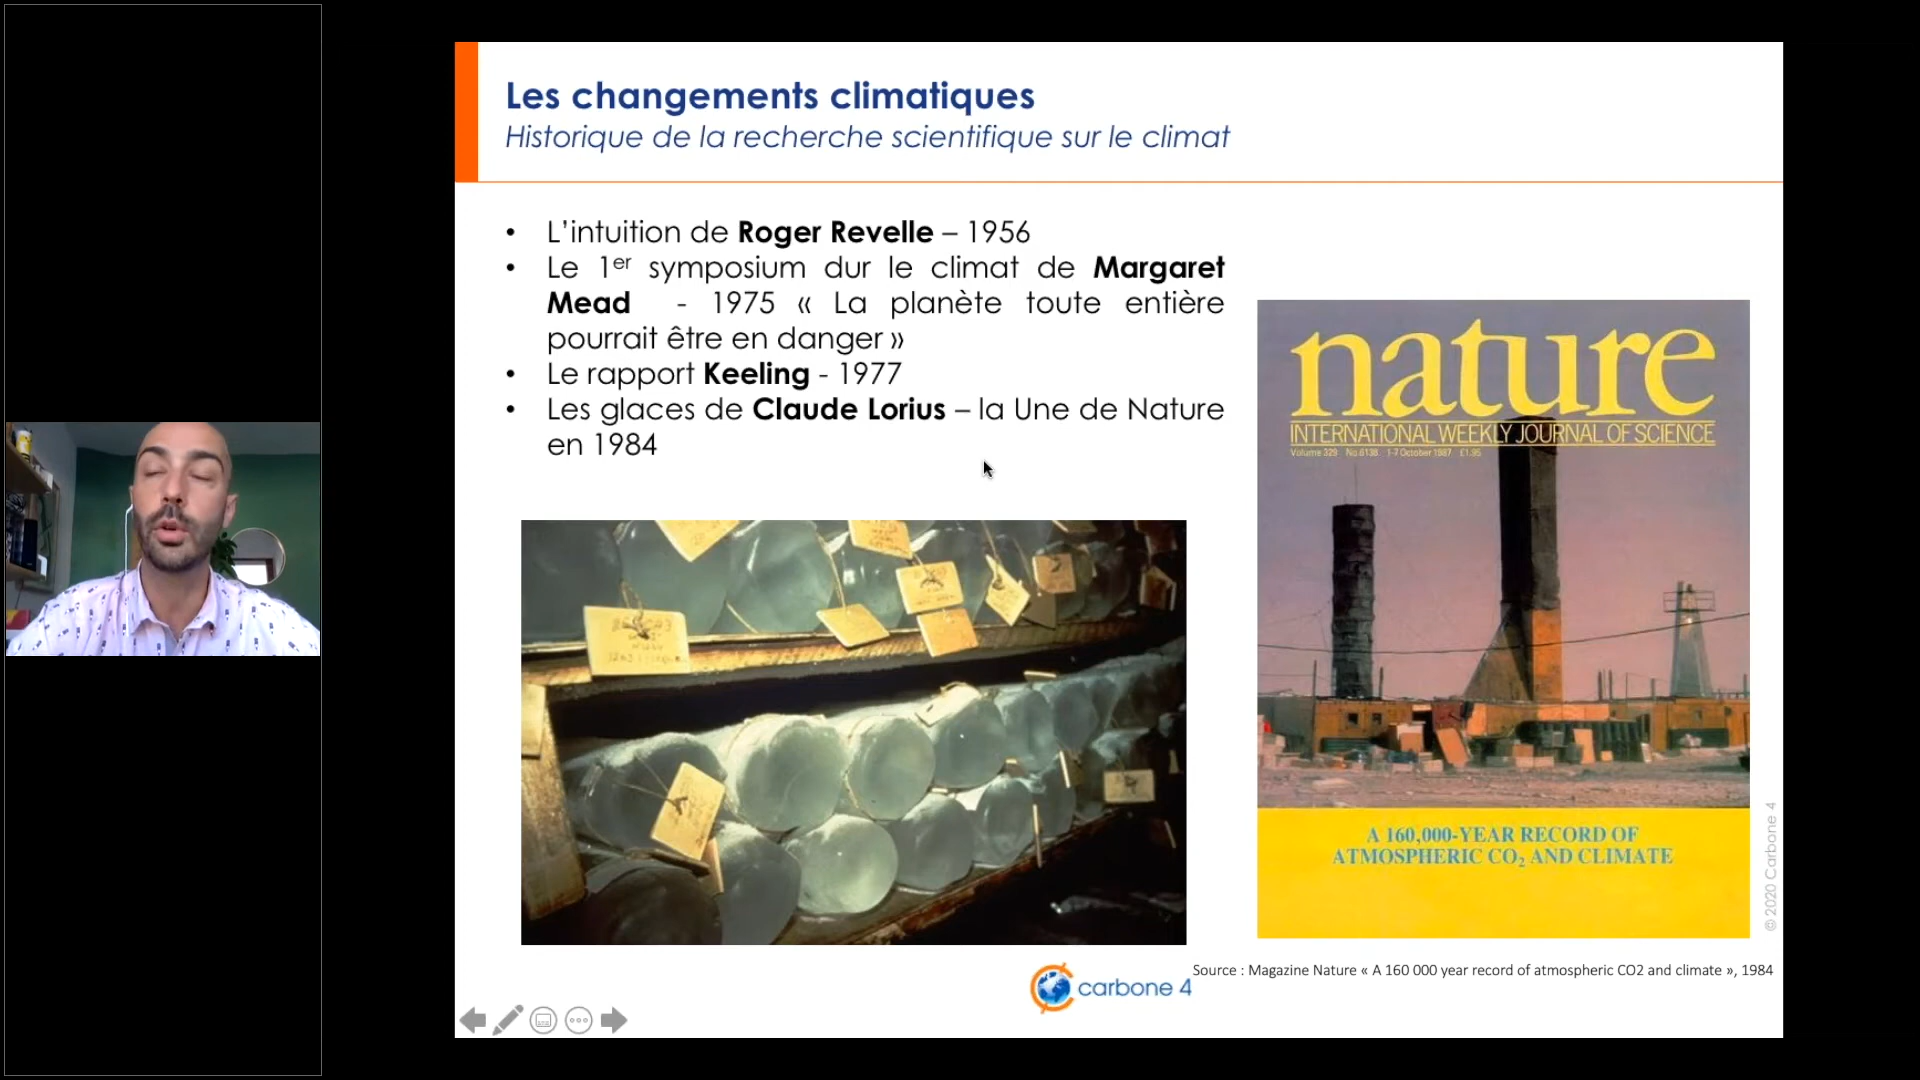 Les changements climatiques
Historique de la recherche scientifique sur le climat
• L’intuition de Roger Revelle – 1956
• Le 1er symposium dur le climat de Margaret
Mead - 1975 « La planète toute entière
pourrait être en danger »
• Le rapport Keeling - 1977
• Les glaces de Claude Lorius – la Une de Nature
en 1984
nature
INTERNATIONAL WEEKLY JOURNAL OF SCIENCE
Volume 329 No.6138 1-7 October 1987 £1.95
A 160,000-YEAR RECORD OF
ATMOSPHERIC CO2 AND CLIMATE
© 2020 Carbone 4
carbone 4
Source : Magazine Nature « A 160 000 year record of atmospheric CO2 and climate », 1984